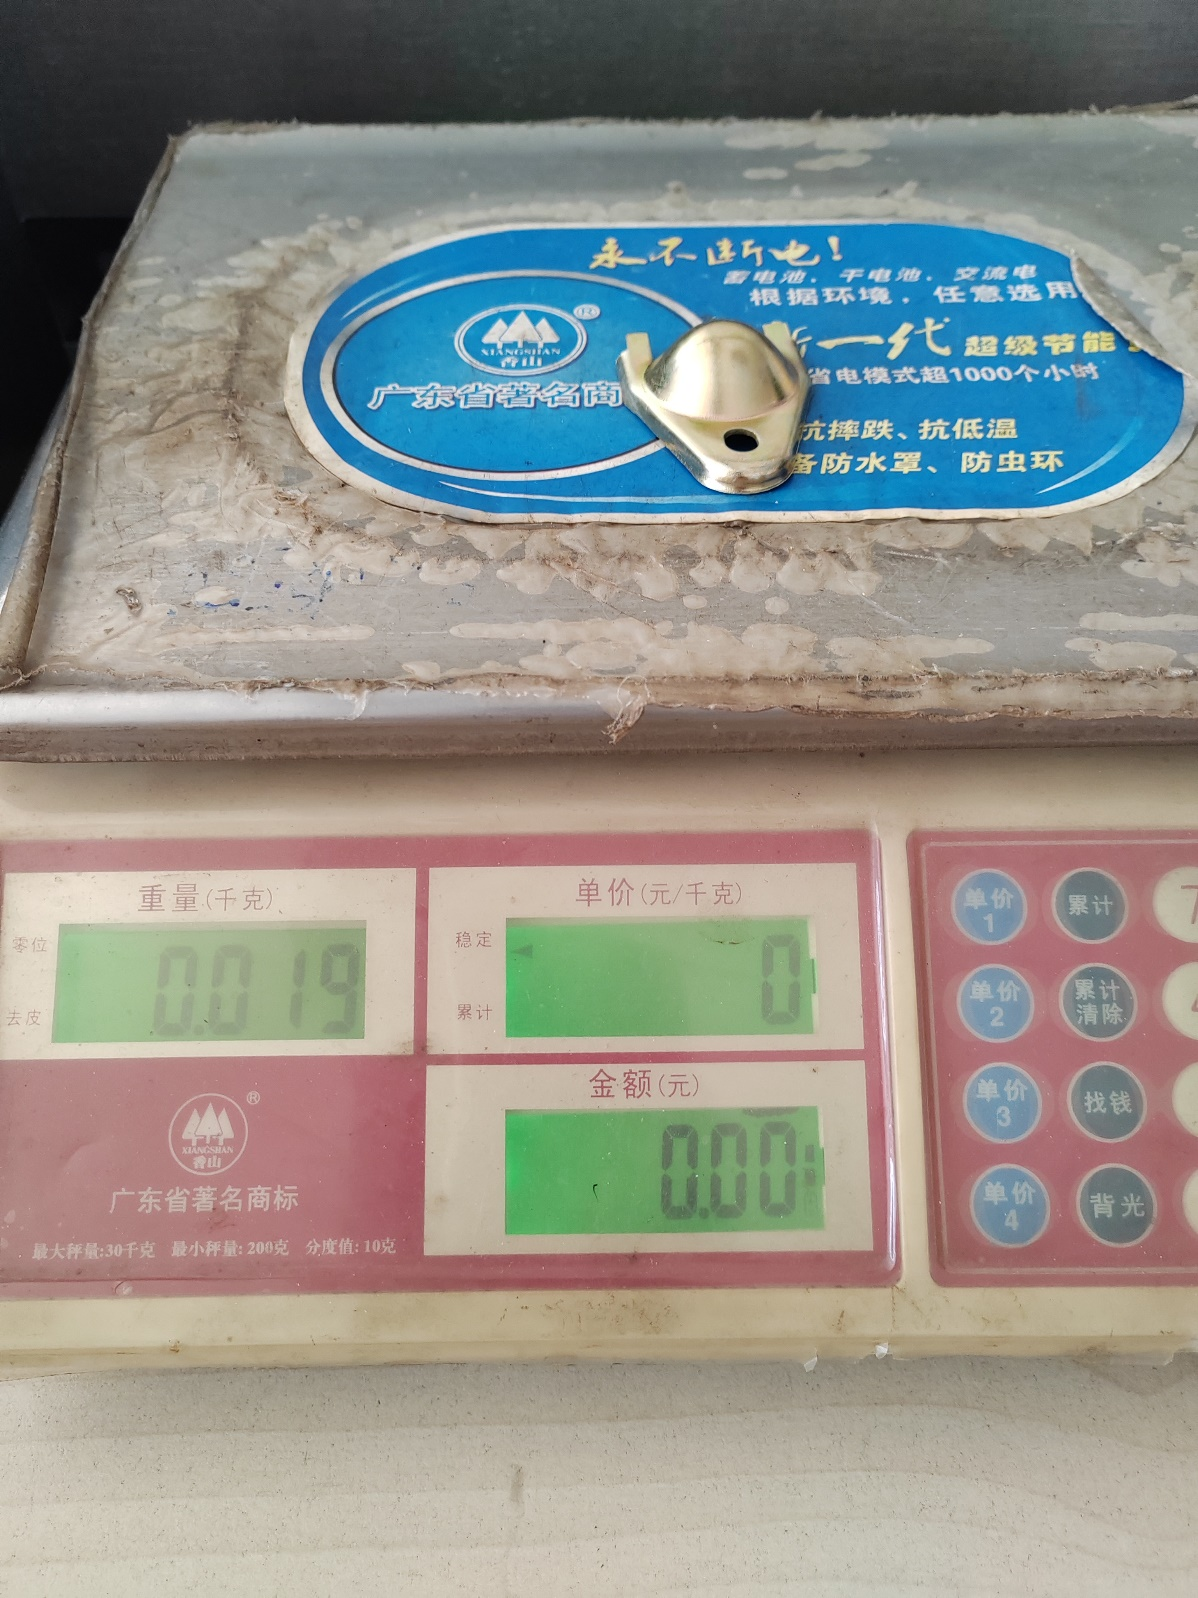 永不断电！
蓄电池、干电池、交流电
根据环境，任意选用
XIANGSHAN
香山
®
广东省著名商
新一代 超级节能
省电模式超1000个小时
抗摔跌、抗低温
备防水罩、防虫环
重量(千克)
零位
去皮
0.019
单价(元/千克)
稳定
累计
0
金额(元)
0.00
®
XIANGSHAN
香山
广东省著名商标
最大秤量:30千克 最小秤量:200克 分度值:10克
单价1
累计
7
单价2
累计清除
4
单价3
找钱
单价4
背光